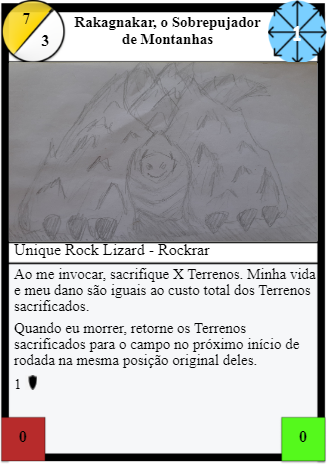 7
3
Rakagnakar, o Sobrepujador
de Montanhas
1
Unique Rock Lizard - Rockrar
Ao me invocar, sacrifique X Terrenos. Minha vida
e meu dano são iguais ao custo total dos Terrenos
sacrificados.
Quando eu morrer, retorne os Terrenos
sacrificados para o campo no próximo início de
rodada na mesma posição original deles.
1
0
0